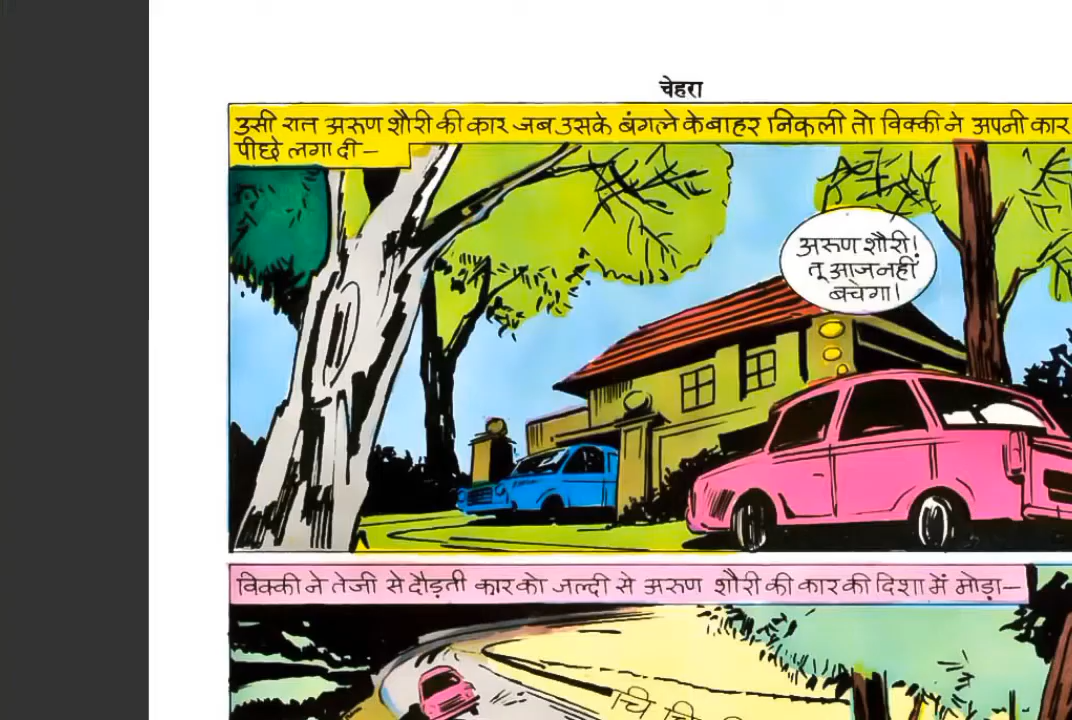 चेहरा
उसी रात अरूण शौरी की कार जब उसके बंगले के बाहर निकली तो विक्की ने अपनी कार
पीछे लगा दी—
अरूण शौरी!
तू आज नहीं
बचेगा।
विक्की ने तेजी से दौड़ती कार को जल्दी से अरूण शौरी की कार की दिशा में मोड़ा—